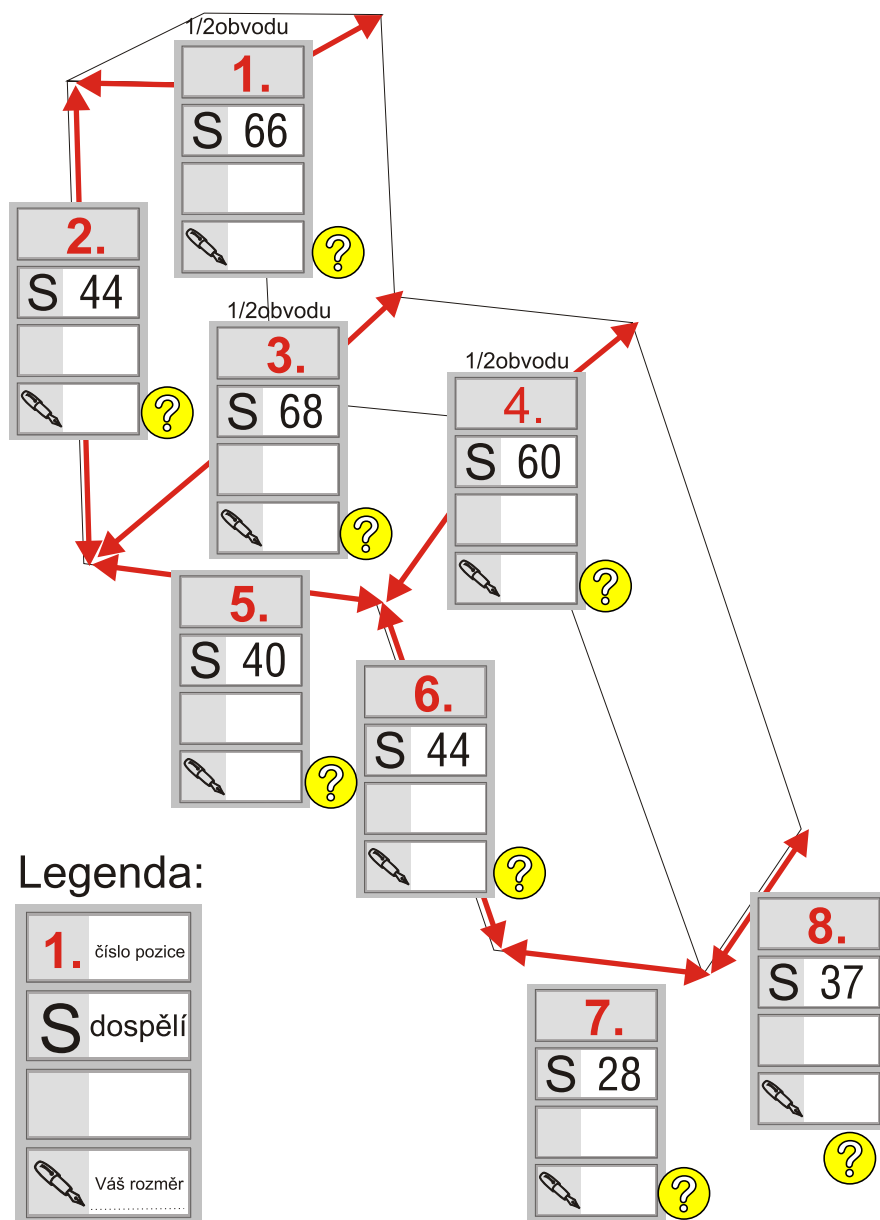 1/2obvodu
1.
S 66
2.
S 44
1/2obvodu
3.
S 68
1/2obvodu
4.
S 60
5.
S 40
6.
S 44
7.
S 28
8.
S 37
?
?
?
?
?
?
?
?
Legenda:
1. číslo pozice
S dospělí
Váš rozměr
....................